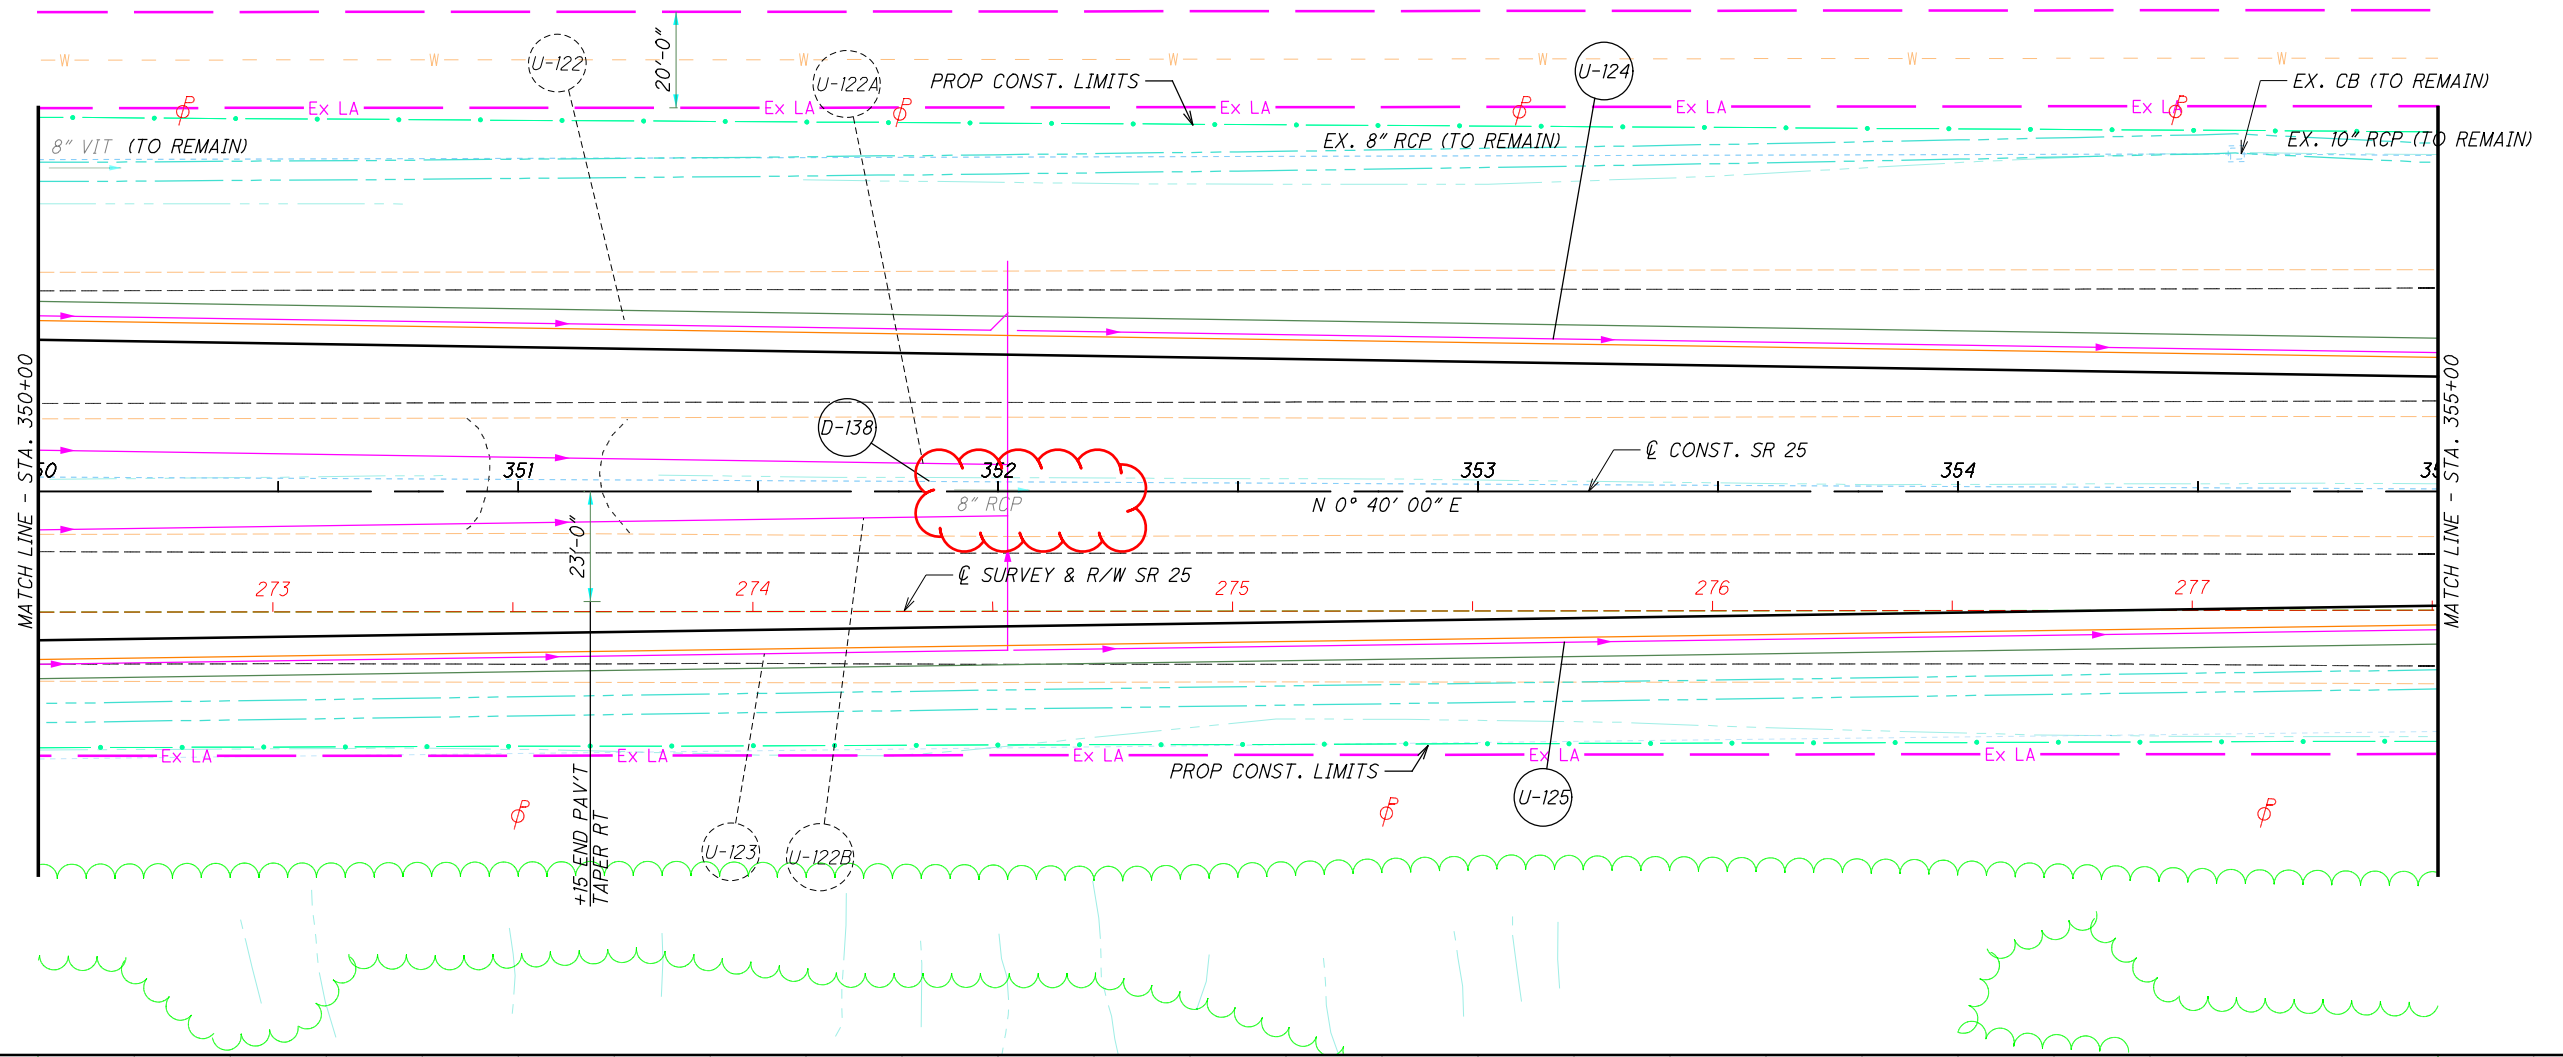 W W W W W W W
20'-0"
U-122
U-122A
U-124
PROP CONST. LIMITS
EX. CB (TO REMAIN)
Ex LA Ex LA Ex LA Ex LA Ex LA
P P P P
8" VIT (TO REMAIN)
EX. 8" RCP (TO REMAIN)
EX. 10" RCP (TO REMAIN)
MATCH LINE - STA. 350+00
MATCH LINE - STA. 355+00
D-138
℄ CONST. SR 25
50 351 352 353 354 35
8" RCP
N 0° 40' 00" E
23'-0"
℄ SURVEY & R/W SR 25
273 274 275 276 277
Ex LA Ex LA Ex LA Ex LA Ex LA
PROP CONST. LIMITS
U-125
P P P
+15 END PAV'T
TAPER RT
U-123
U-122B